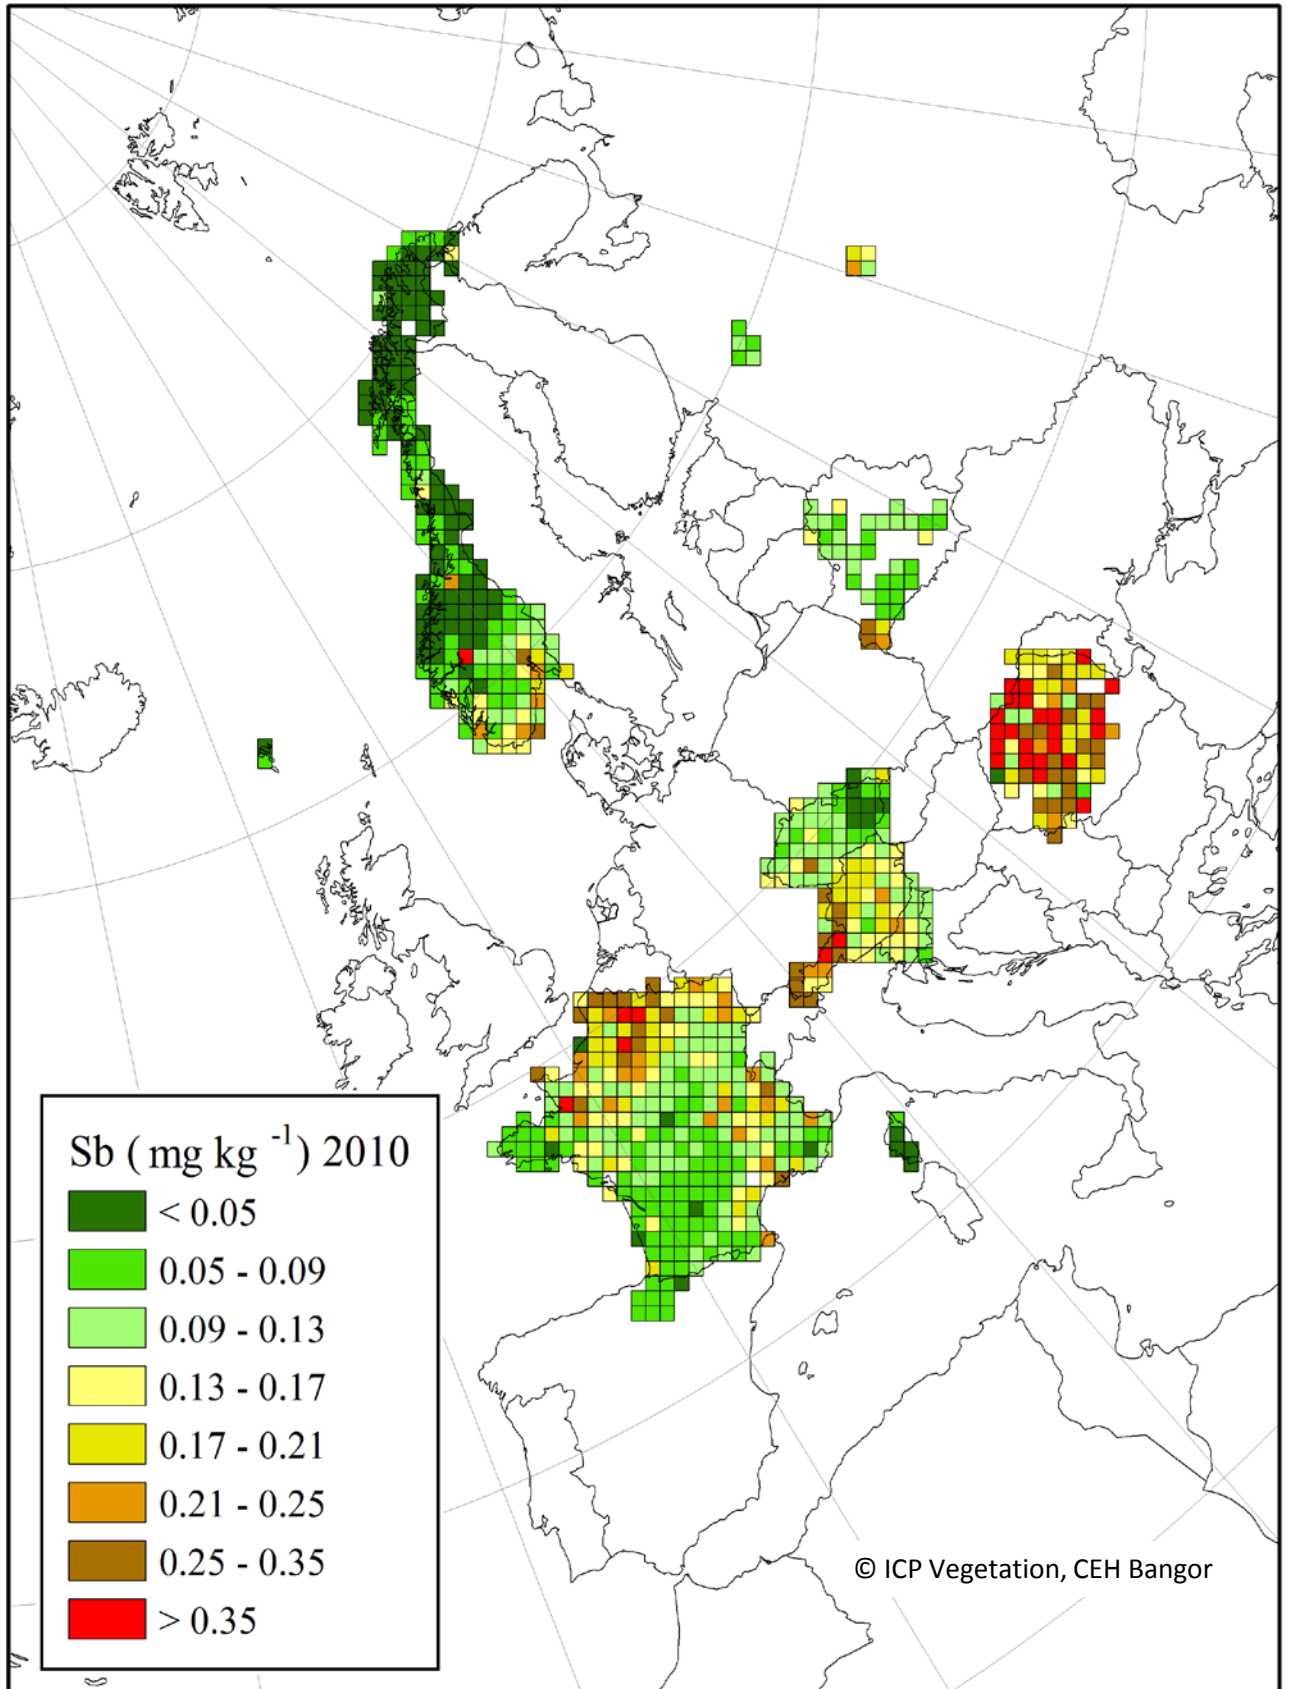 Sb ( mg kg ⁻¹) 2010
< 0.05
0.05 - 0.09
0.09 - 0.13
0.13 - 0.17
0.17 - 0.21
0.21 - 0.25
0.25 - 0.35
> 0.35
© ICP Vegetation, CEH Bangor